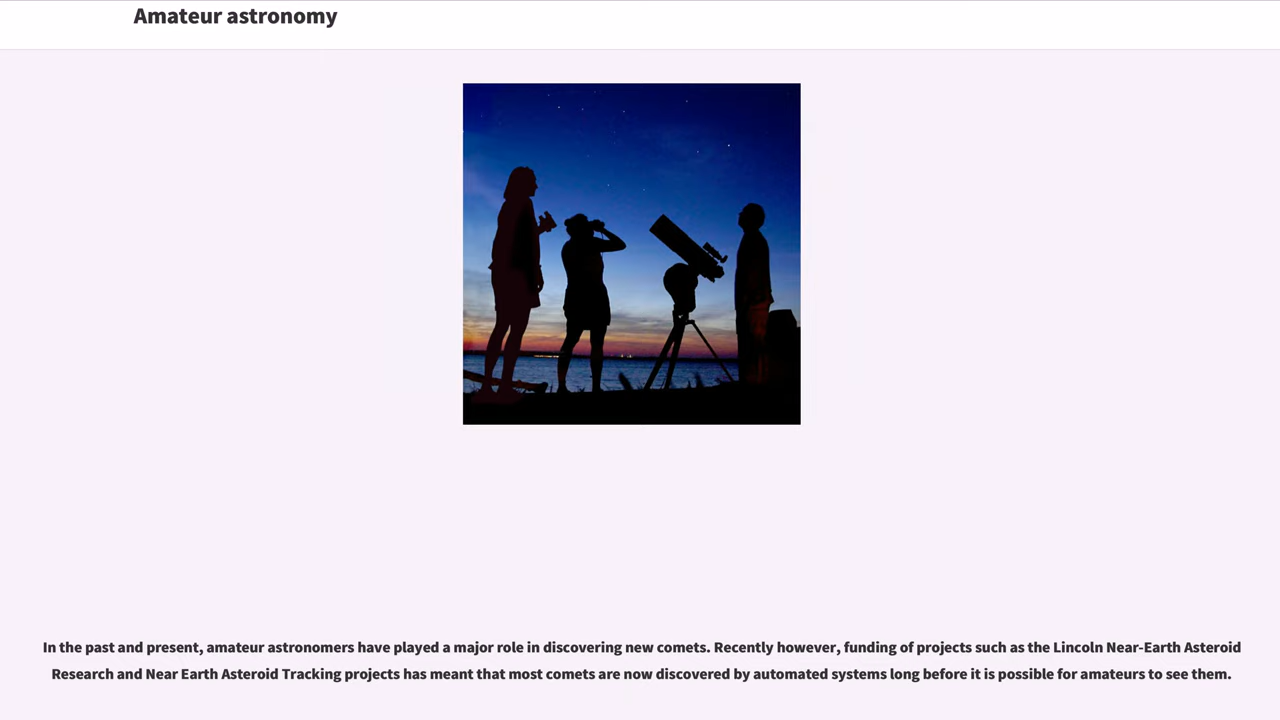 Amateur astronomy
In the past and present, amateur astronomers have played a major role in discovering new comets. Recently however, funding of projects such as the Lincoln Near-Earth Asteroid
Research and Near Earth Asteroid Tracking projects has meant that most comets are now discovered by automated systems long before it is possible for amateurs to see them.